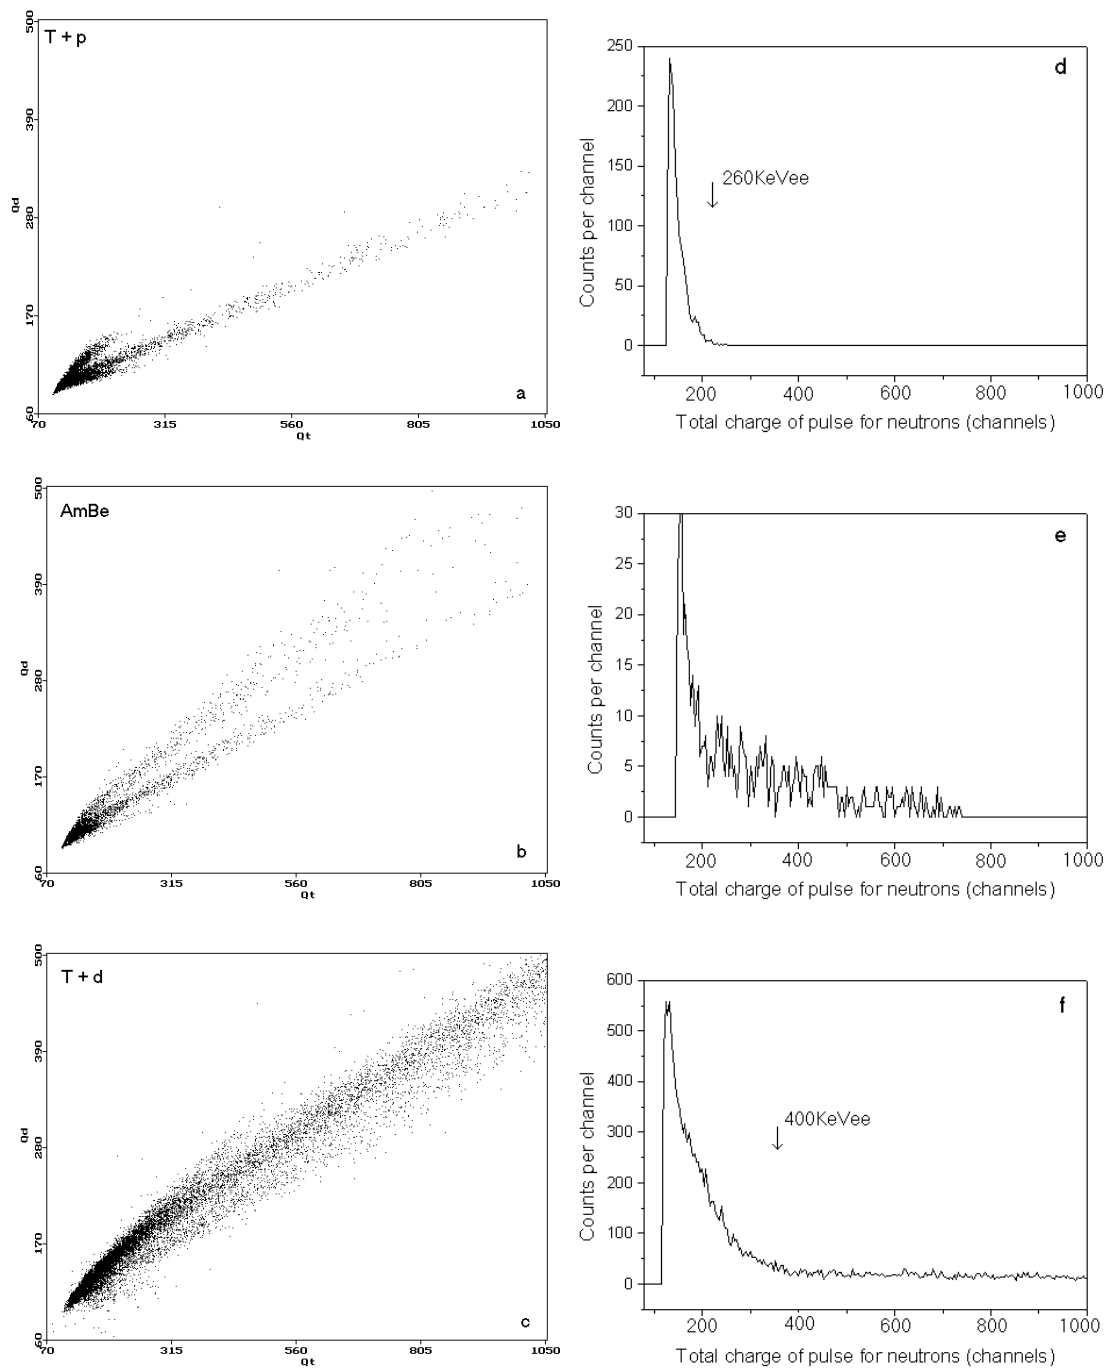 T + p
500
390
280
170
60
Qd
70 315 560 805 1050
Qt
a
d
250
200
150
100
50
0
Counts per channel
260KeVee
200 400 600 800 1000
Total charge of pulse for neutrons (channels)
AmBe
500
390
280
170
60
Qd
70 315 560 805 1050
Qt
b
e
30
25
20
15
10
5
0
Counts per channel
200 400 600 800 1000
Total charge of pulse for neutrons (channels)
T + d
500
390
280
170
60
Qd
70 315 560 805 1050
Qt
c
f
600
500
400
300
200
100
0
Counts per channel
400KeVee
200 400 600 800 1000
Total charge of pulse for neutrons (channels)